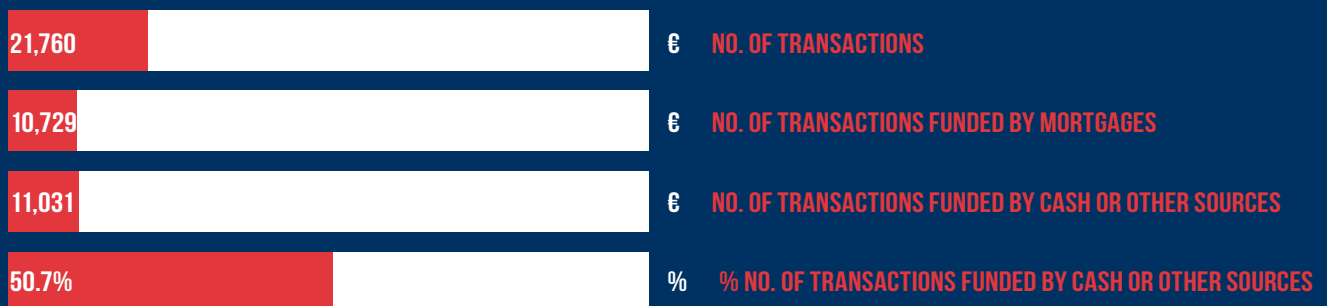 21,760 € NO. OF TRANSACTIONS
10,729 € NO. OF TRANSACTIONS FUNDED BY MORTGAGES
11,031 € NO. OF TRANSACTIONS FUNDED BY CASH OR OTHER SOURCES
50.7% % % NO. OF TRANSACTIONS FUNDED BY CASH OR OTHER SOURCES